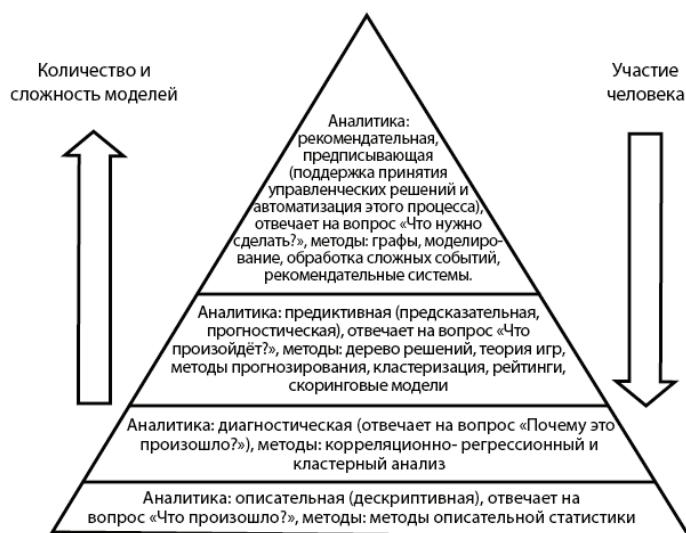 Количество и
сложность моделей
Участие
человека
Аналитика:
рекомендательная,
предписывающая
(поддержка принятия
управленческих решений и
автоматизация этого процесса),
отвечает на вопрос «Что нужно
сделать?», методы: графы, моделиро-
вание, обработка сложных событий,
рекомендательные системы.
Аналитика: предиктивная (предсказательная,
прогностическая), отвечает на вопрос «Что
произойдёт?», методы: дерево решений, теория игр,
методы прогнозирования, кластеризация, рейтинги,
скоринговые модели
Аналитика: диагностическая (отвечает на вопрос «Почему это
произошло?»), методы: корреляционно- регрессионный и
кластерный анализ
Аналитика: описательная (дескриптивная), отвечает на
вопрос «Что произошло?», методы: методы описательной статистики